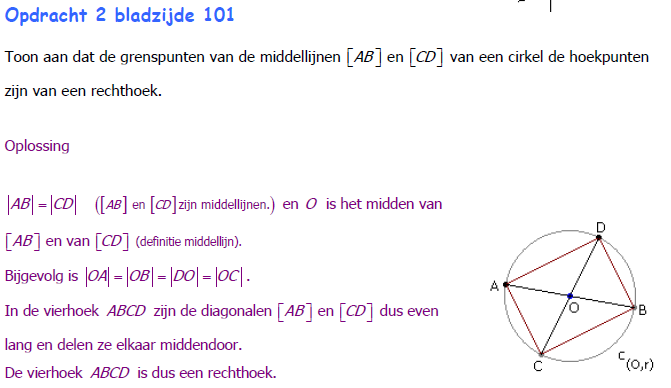 Opdracht 2 bladzijde 101
Toon aan dat de grenspunten van de middellijnen [AB] en [CD] van een cirkel de hoekpunten
zijn van een rechthoek.
Oplossing
|AB| = |CD| ([AB] en [CD] zijn middellijnen.) en O is het midden van
[AB] en van [CD] (definitie middellijn).
Bijgevolg is |OA| = |OB| = |DO| = |OC|.
In de vierhoek ABCD zijn de diagonalen [AB] en [CD] dus even
lang en delen ze elkaar middendoor.
De vierhoek ABCD is dus een rechthoek.
D
A
O
B
C
c(O,r)